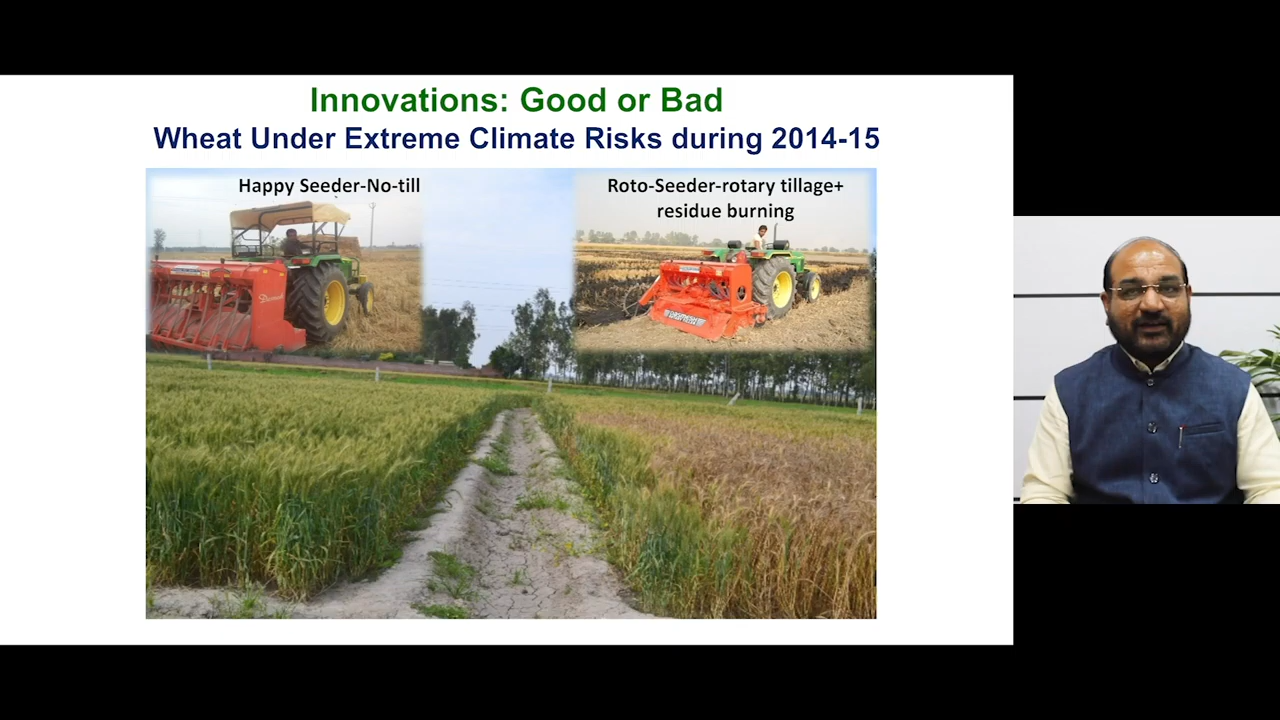 Innovations: Good or Bad
Wheat Under Extreme Climate Risks during 2014-15
Happy Seeder-No-till
Roto-Seeder-rotary tillage+
residue burning